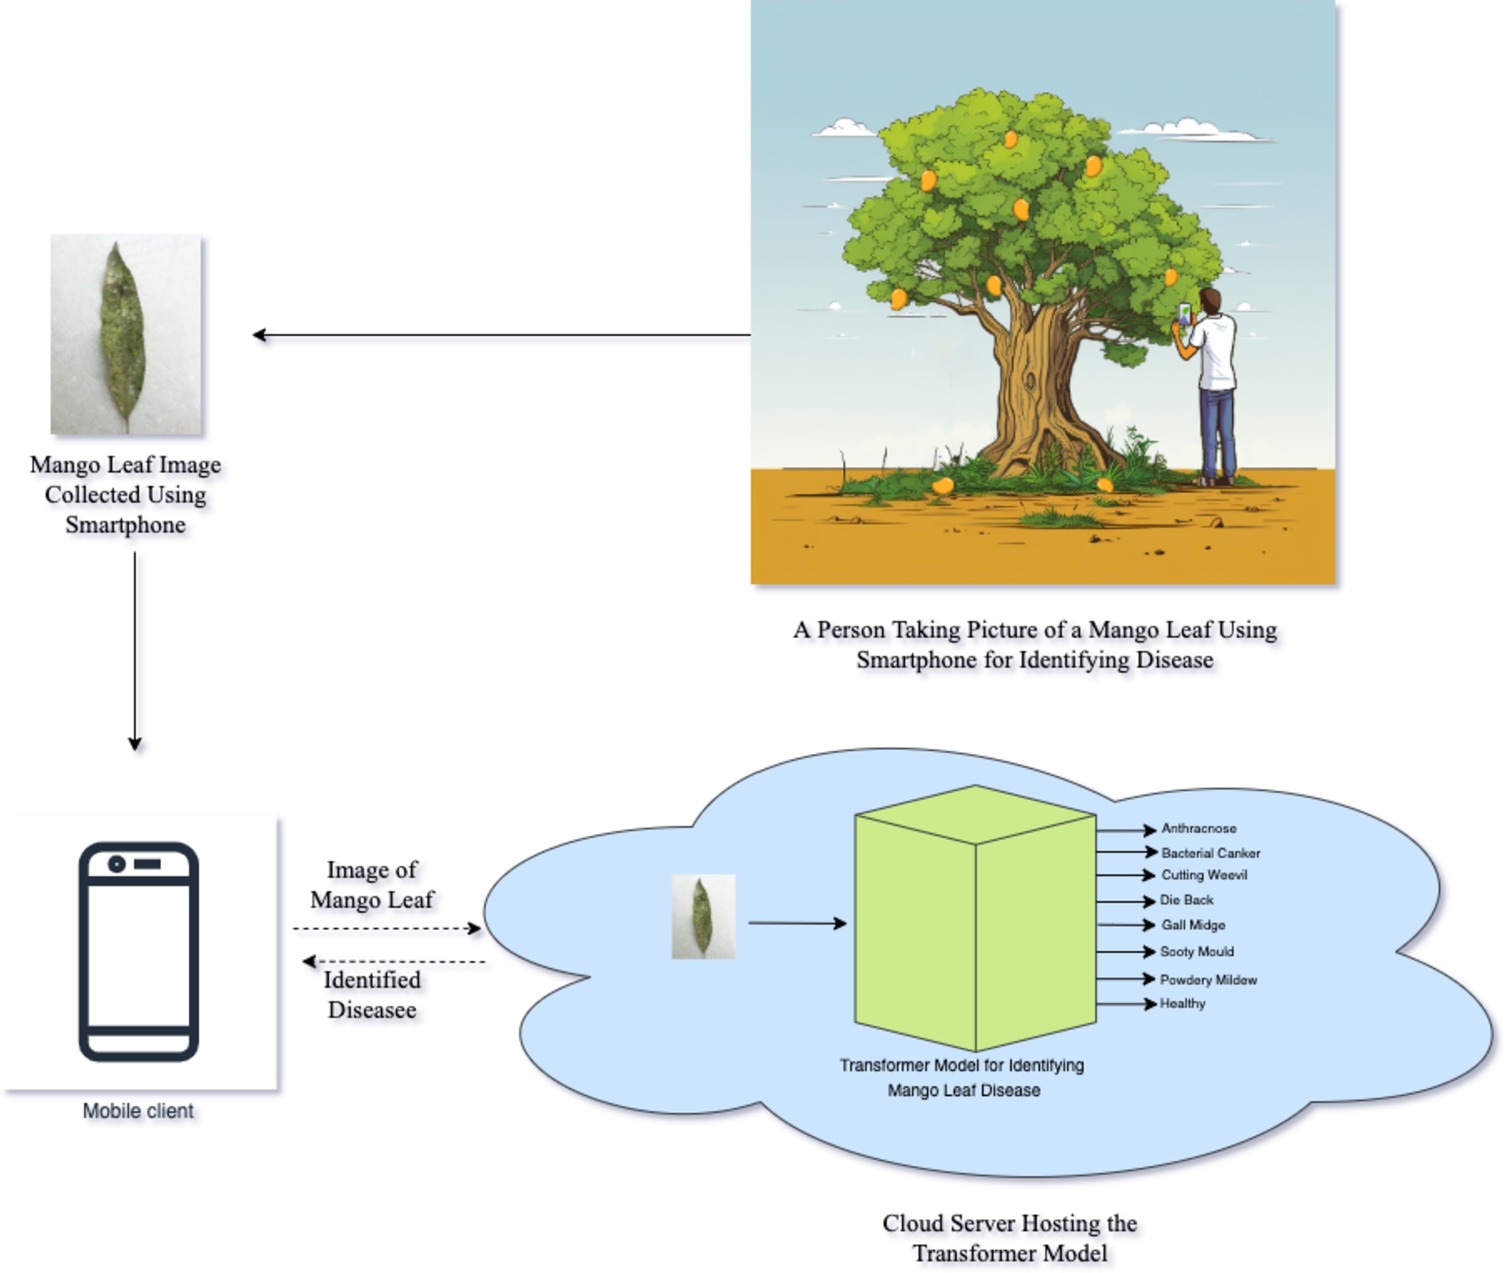 A Person Taking Picture of a Mango Leaf Using
Smartphone for Identifying Disease
Mango Leaf Image
Collected Using
Smartphone
Mobile client
Image of
Mango Leaf
Identified
Diseasee
Anthracnose
Bacterial Canker
Cutting Weevil
Die Back
Gall Midge
Sooty Mould
Powdery Mildew
Healthy
Transformer Model for Identifying
Mango Leaf Disease
Cloud Server Hosting the
Transformer Model